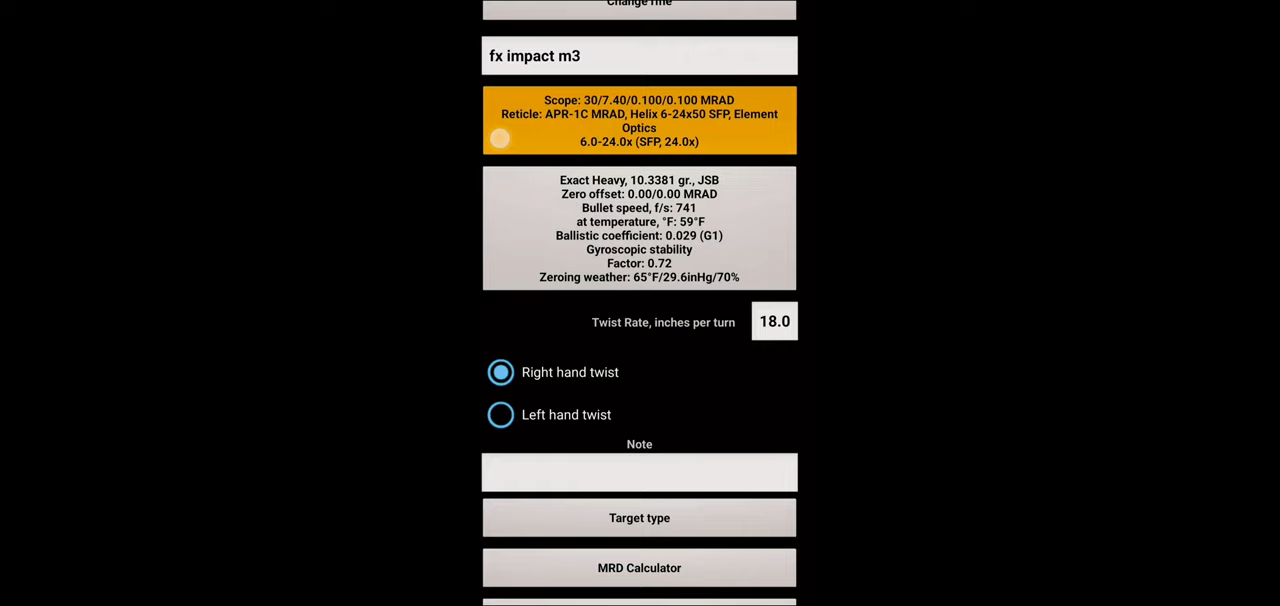 Change rifle
fx impact m3
Scope: 30/7.40/0.100/0.100 MRAD
Reticle: APR-1C MRAD, Helix 6-24x50 SFP, Element
Optics
6.0-24.0x (SFP, 24.0x)
Exact Heavy, 10.3381 gr., JSB
Zero offset: 0.00/0.00 MRAD
Bullet speed, f/s: 741
at temperature, °F: 59°F
Ballistic coefficient: 0.029 (G1)
Gyroscopic stability
Factor: 0.72
Zeroing weather: 65°F/29.6inHg/70%
Twist Rate, inches per turn 18.0
Right hand twist
Left hand twist
Note
Target type
MRD Calculator